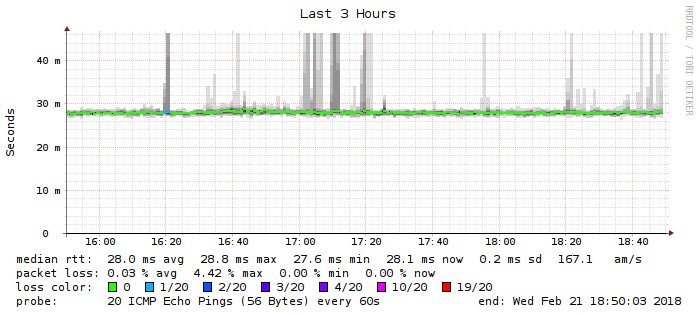 Last 3 Hours
RRDTOOL / TOBI OETIKER
Seconds
40 m
30 m
20 m
10 m
0
16:00 16:20 16:40 17:00 17:20 17:40 18:00 18:20 18:40
median rtt: 28.0 ms avg 28.8 ms max 27.6 ms min 28.1 ms now 0.2 ms sd 167.1 am/s
packet loss: 0.03 % avg 4.42 % max 0.00 % min 0.00 % now
loss color: 0 1/20 2/20 3/20 4/20 10/20 19/20
probe: 20 ICMP Echo Pings (56 Bytes) every 60s end: Wed Feb 21 18:50:03 2018